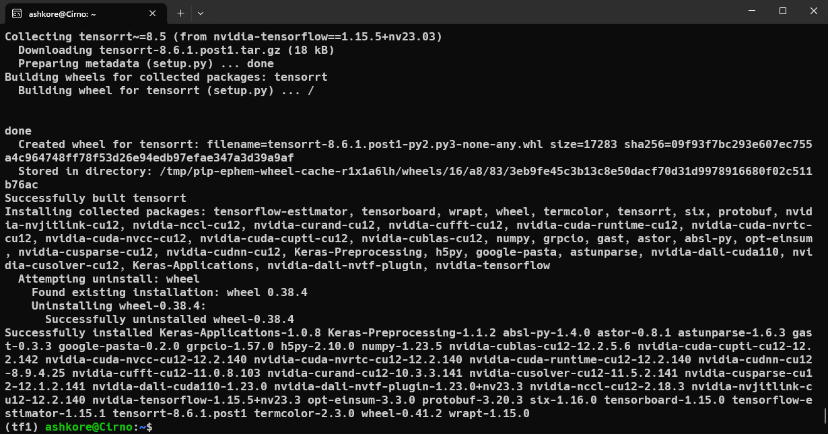 ashkore@Cirno: ~
Collecting tensorrt~=8.5 (from nvidia-tensorflow==1.15.5+nv23.03)
  Downloading tensorrt-8.6.1.post1.tar.gz (18 kB)
  Preparing metadata (setup.py) ... done
Building wheels for collected packages: tensorrt
  Building wheel for tensorrt (setup.py) ... /
done
  Created wheel for tensorrt: filename=tensorrt-8.6.1.post1-py2.py3-none-any.whl size=17283 sha256=09f93f7bc293e607ec755
a4c964748ff78f53d26e94edb97efae347a3d39a9af
  Stored in directory: /tmp/pip-ephem-wheel-cache-r1x1a6lh/wheels/16/a8/83/3eb9fe45c3b13c8e50dacf70d31d9978916680f02c511
b76ac
Successfully built tensorrt
Installing collected packages: tensorflow-estimator, tensorboard, wrapt, wheel, termcolor, tensorrt, six, protobuf, nvid
ia-nvjitlink-cu12, nvidia-nccl-cu12, nvidia-curand-cu12, nvidia-cufft-cu12, nvidia-cuda-runtime-cu12, nvidia-cuda-nvrtc-
cu12, nvidia-cuda-nvcc-cu12, nvidia-cuda-cupti-cu12, nvidia-cublas-cu12, numpy, grpcio, gast, astor, absl-py, opt-einsum
, nvidia-cusparse-cu12, nvidia-cudnn-cu12, Keras-Preprocessing, h5py, google-pasta, astunparse, nvidia-dali-cuda110, nvi
dia-cusolver-cu12, Keras-Applications, nvidia-dali-nvtf-plugin, nvidia-tensorflow
  Attempting uninstall: wheel
    Found existing installation: wheel 0.38.4
    Uninstalling wheel-0.38.4:
      Successfully uninstalled wheel-0.38.4
Successfully installed Keras-Applications-1.0.8 Keras-Preprocessing-1.1.2 absl-py-1.4.0 astor-0.8.1 astunparse-1.6.3 gas
t-0.3.3 google-pasta-0.2.0 grpcio-1.57.0 h5py-2.10.0 numpy-1.23.5 nvidia-cublas-cu12-12.2.5.6 nvidia-cuda-cupti-cu12-12.
2.142 nvidia-cuda-nvcc-cu12-12.2.140 nvidia-cuda-nvrtc-cu12-12.2.140 nvidia-cuda-runtime-cu12-12.2.140 nvidia-cudnn-cu12
-8.9.4.25 nvidia-cufft-cu12-11.0.8.103 nvidia-curand-cu12-10.3.3.141 nvidia-cusolver-cu12-11.5.2.141 nvidia-cusparse-cu1
2-12.1.2.141 nvidia-dali-cuda110-1.23.0 nvidia-dali-nvtf-plugin-1.23.0+nv23.3 nvidia-nccl-cu12-2.18.3 nvidia-nvjitlink-c
u12-12.2.140 nvidia-tensorflow-1.15.5+nv23.3 opt-einsum-3.3.0 protobuf-3.20.3 six-1.16.0 tensorboard-1.15.0 tensorflow-e
stimator-1.15.1 tensorrt-8.6.1.post1 termcolor-2.3.0 wheel-0.41.2 wrapt-1.15.0
(tf1) ashkore@Cirno:~$